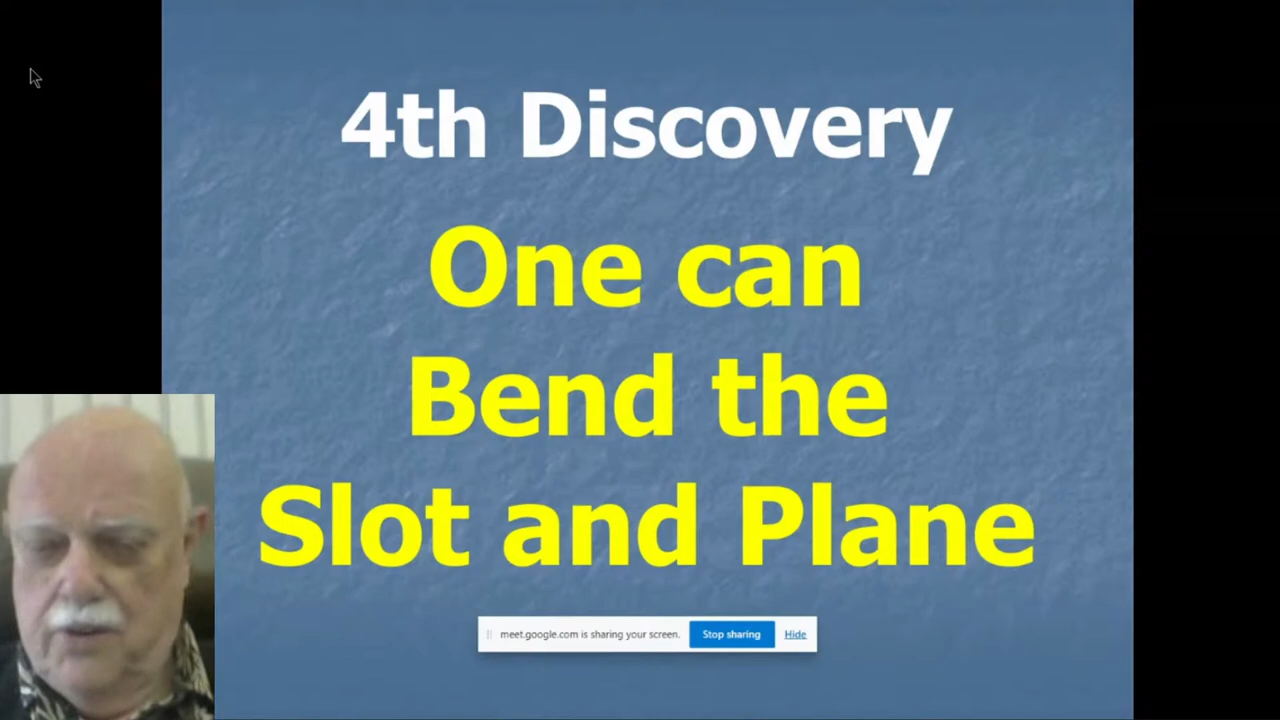 4th Discovery
One can
Bend the
Slot and Plane
meet.google.com is sharing your screen. Stop sharing Hide